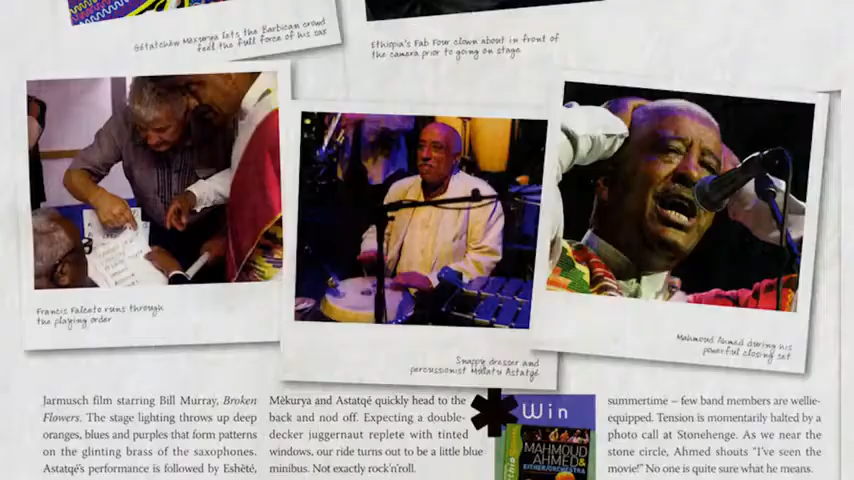 Gétatchèw Mèkurya lets the Barbican crowd
feel the full force of his sax
Ethiopia's Fab Four clown about in front of
the camera prior to going on stage
Francis Falceto runs through
the playing order
Snappy dresser and
percussionist Mulatu Astatqé
Mahmoud Ahmed during his
powerful closing set
Jarmusch film starring Bill Murray, Broken
Flowers. The stage lighting throws up deep
oranges, blues and purples that form patterns
on the glinting brass of the saxophones.
Astatqé's performance is followed by Eshèté,
Mèkurya and Astatqé quickly head to the
back and nod off. Expecting a double-
decker juggernaut replete with tinted
windows, our ride turns out to be a little blue
minibus. Not exactly rock'n'roll.
Win
MAHMOUD
AHMED&
EITHER/ORCHESTRA
summertime – few band members are wellie-
equipped. Tension is momentarily halted by a
photo call at Stonehenge. As we near the
stone circle, Ahmed shouts "I've seen the
movie!" No one is quite sure what he means.